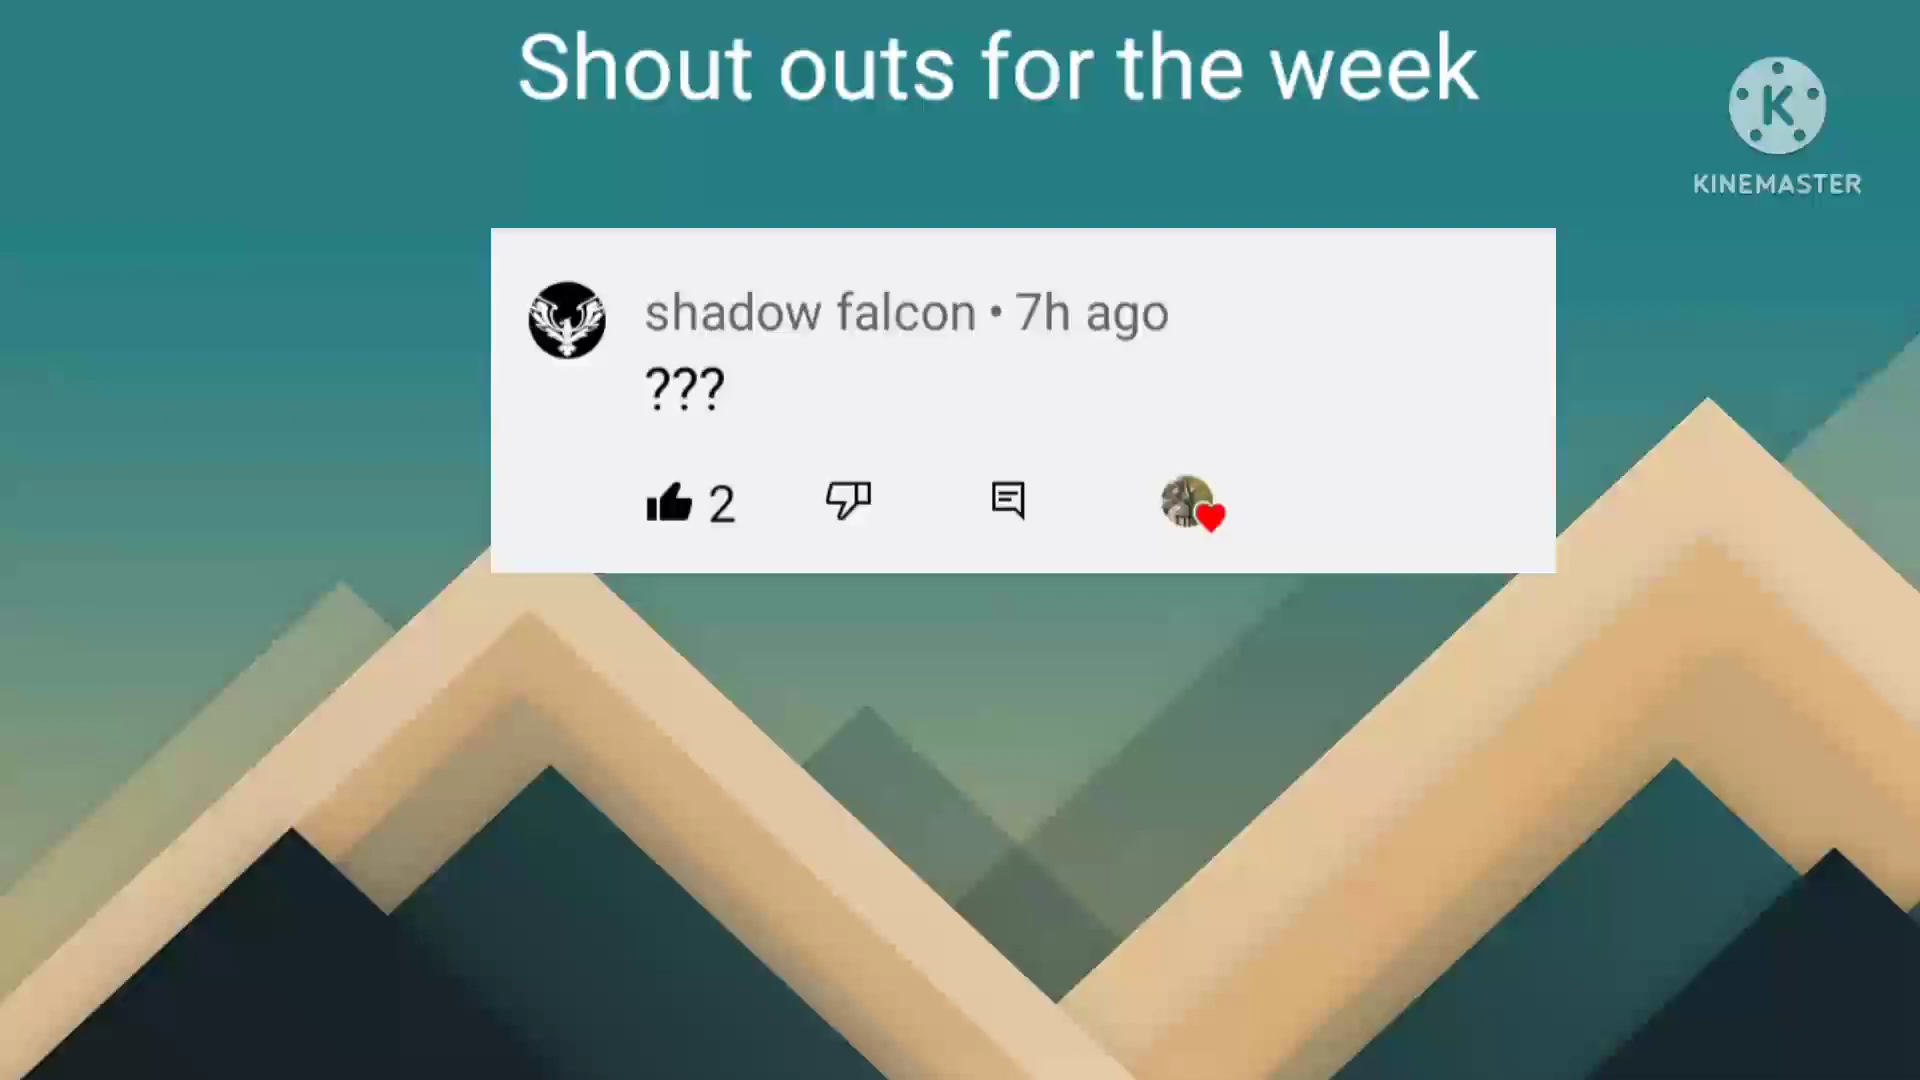 Shout outs for the week
K
KINEMASTER
shadow falcon • 7h ago
???
2